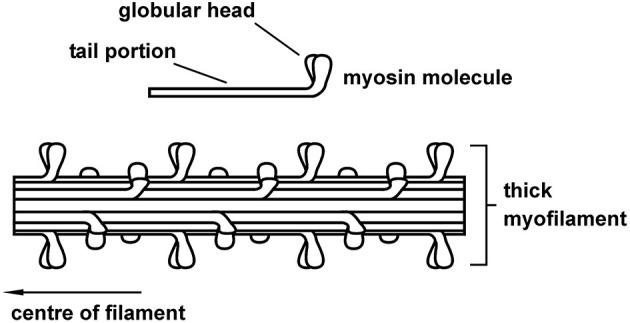 globular head
tail portion
myosin molecule
thick
myofilament
centre of filament